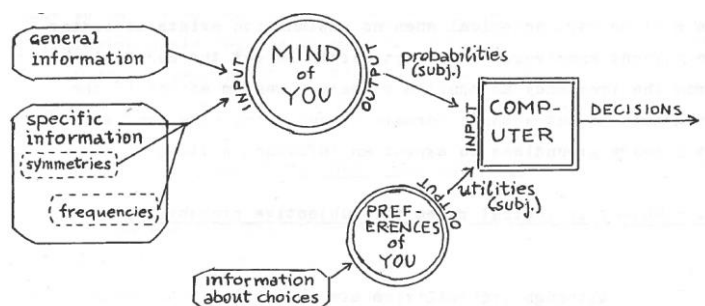 general
information
specific
information
symmetries
frequencies
INPUT
MIND
of
YOU
OUTPUT
probabilities
(subj.)
INPUT
COMP-
UTER
DECISIONS
utilities
(subj.)
OUTPUT
PREF-
ERENCES
of
YOU
information
about choices